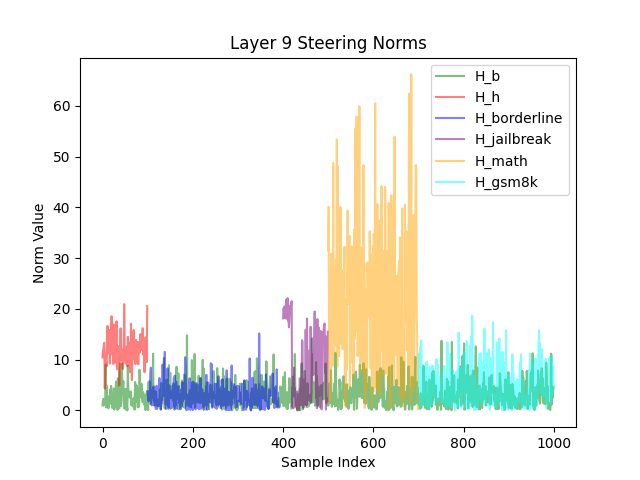 Layer 9 Steering Norms
H_b
H_h
H_borderline
H_jailbreak
H_math
H_gsm8k
Norm Value
60
50
40
30
20
10
0
0 200 400 600 800 1000
Sample Index